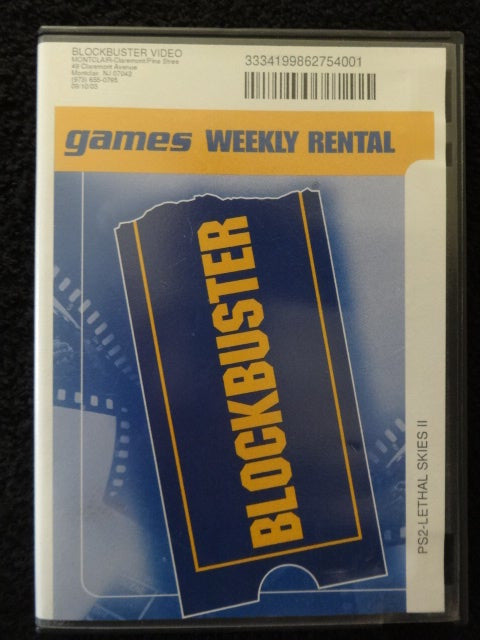 BLOCKBUSTER VIDEO
MONTCLAIR-Claremont/Pine Stree
49 Claremont Avenue
Montclair, NJ 07042
(973) 655-0765
09/10/03
3334199862754001
games WEEKLY RENTAL
BLOCKBUSTER
PS2-LETHAL SKIES II